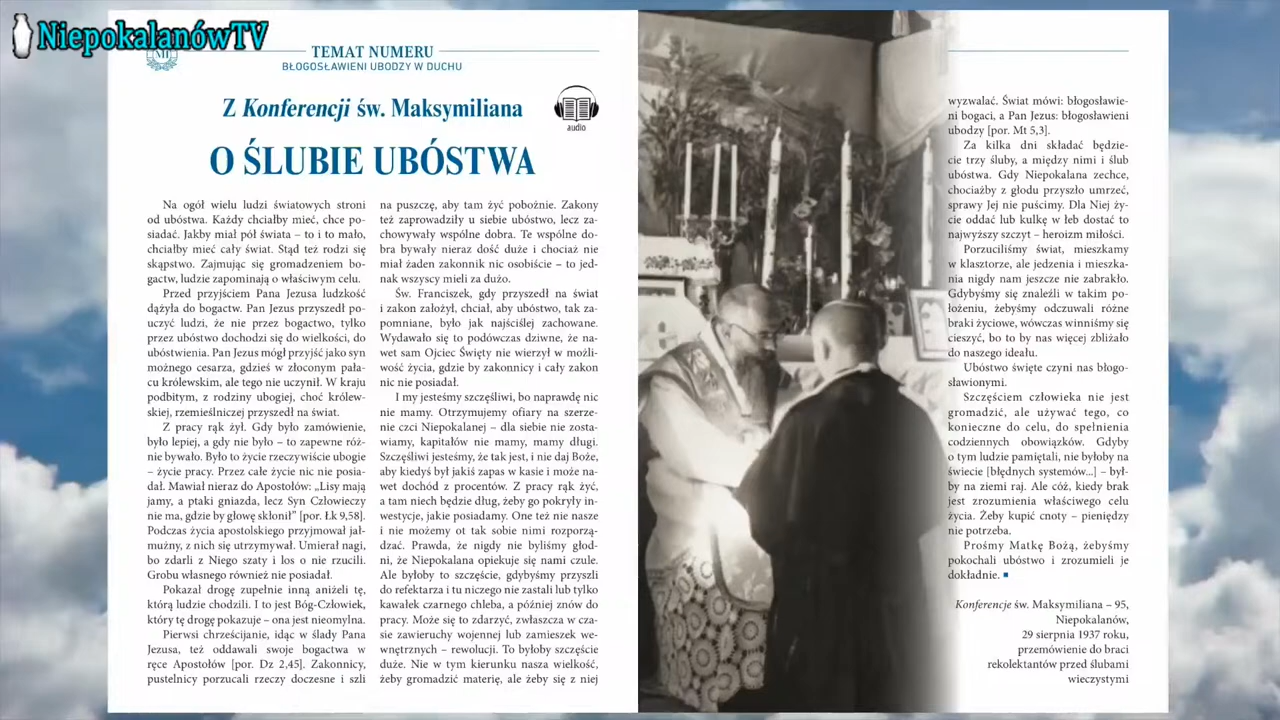 NiepokalanówTV
TEMAT NUMERU
BŁOGOSŁAWIENI UBODZY W DUCHU
Z Konferencji św. Maksymiliana
audio
O ŚLUBIE UBÓSTWA
Na ogół wielu ludzi światowych stroni
od ubóstwa. Każdy chciałby mieć, chce po-
siadać. Jakby miał pół świata – to i to mało,
chciałby mieć cały świat. Stąd też rodzi się
skąpstwo. Zajmując się gromadzeniem bo-
gactw, ludzie zapominają o właściwym celu.
Przed przyjściem Pana Jezusa ludzkość
dążyła do bogactw. Pan Jezus przyszedł po-
uczyć ludzi, że nie przez bogactwo, tylko
przez ubóstwo dochodzi się do wielkości, do
ubóstwienia. Pan Jezus mógł przyjść jako syn
możnego cesarza, gdzieś w złoconym pała-
cu królewskim, ale tego nie uczynił. W kraju
podbitym, z rodziny ubogiej, choć królew-
skiej, rzemieślniczej przyszedł na świat.
Z pracy rąk żył. Gdy było zamówienie,
było lepiej, a gdy nie było – to zapewne róż-
nie bywało. Było to życie rzeczywiście ubogie
– życie pracy. Przez całe życie nic nie posia-
dał. Mawiał nieraz do Apostołów: „Lisy mają
jamy, a ptaki gniazda, lecz Syn Człowieczy
nie ma, gdzie by głowę skłonił” [por. Łk 9,58].
Podczas życia apostolskiego przyjmował jał-
mużny, z nich się utrzymywał. Umierał nagi,
bo zdarli z Niego szaty i los o nie rzucili.
Grobu własnego również nie posiadał.
Pokazał drogę zupełnie inną aniżeli tę,
którą ludzie chodzili. I to jest Bóg-Człowiek,
który tę drogę pokazuje – ona jest nieomylna.
Pierwsi chrześcijanie, idąc w ślady Pana
Jezusa, też oddawali swoje bogactwa w
ręce Apostołów [por. Dz 2,45]. Zakonnicy,
pustelnicy porzucali rzeczy doczesne i szli
na puszczę, aby tam żyć pobożnie. Zakony
też zaprowadziły u siebie ubóstwo, lecz za-
chowywały wspólne dobra. Te wspólne do-
bra bywały nieraz dość duże i chociaż nie
miał żaden zakonnik nic osobiście – to jed-
nak wszyscy mieli za dużo.
Św. Franciszek, gdy przyszedł na świat
i zakon założył, chciał, aby ubóstwo, tak za-
pomniane, było jak najściślej zachowane.
Wydawało się to podówczas dziwne, że na-
wet sam Ojciec Święty nie wierzył w możli-
wość życia, gdzie by zakonnicy i cały zakon
nic nie posiadał.
I my jesteśmy szczęśliwi, bo naprawdę nic
nie mamy. Otrzymujemy ofiary na szerze-
nie czci Niepokalanej – dla siebie nie zosta-
wiamy, kapitałów nie mamy, mamy długi.
Szczęśliwi jesteśmy, że tak jest, i nie daj Boże,
aby kiedyś był jakiś zapas w kasie i może na-
wet dochód z procentów. Z pracy rąk żyć,
a tam niech będzie dług, żeby go pokryły in-
westycje, jakie posiadamy. One też nie nasze
i nie możemy ot tak sobie nimi rozporzą-
dzać. Prawda, że nigdy nie byliśmy głod-
ni, że Niepokalana opiekuje się nami czule.
Ale byłoby to szczęście, gdybyśmy przyszli
do refektarza i tu niczego nie zastali lub tylko
kawałek czarnego chleba, a później znów do
pracy. Może się to zdarzyć, zwłaszcza w cza-
sie zawieruchy wojennej lub zamieszek we-
wnętrznych – rewolucji. To byłoby szczęście
duże. Nie w tym kierunku nasza wielkość,
żeby gromadzić materię, ale żeby się z niej
wyzwalać. Świat mówi: błogosławie-
ni bogaci, a Pan Jezus: błogosławieni
ubodzy [por. Mt 5,3].
Za kilka dni składać będzie-
cie trzy śluby, a między nimi i ślub
ubóstwa. Gdy Niepokalana zechce,
chociażby z głodu przyszło umrzeć,
sprawy Jej nie puścimy. Dla Niej ży-
cie oddać lub kulkę w łeb dostać to
najwyższy szczyt – heroizm miłości.
Porzuciliśmy świat, mieszkamy
w klasztorze, ale jedzenia i mieszka-
nia nigdy nam jeszcze nie zabrakło.
Gdybyśmy się znaleźli w takim po-
łożeniu, żebyśmy odczuwali różne
braki życiowe, wówczas winniśmy się
cieszyć, bo to by nas więcej zbliżało
do naszego ideału.
Ubóstwo święte czyni nas błogo-
sławionymi.
Szczęściem człowieka nie jest
gromadzić, ale używać tego, co
konieczne do celu, do spełnienia
codziennych obowiązków. Gdyby
o tym ludzie pamiętali, nie byłoby na
świecie [błędnych systemów...] – był-
by na ziemi raj. Ale cóż, kiedy brak
jest zrozumienia właściwego celu
życia. Żeby kupić cnoty – pieniędzy
nie potrzeba.
Prośmy Matkę Bożą, żebyśmy
pokochali ubóstwo i zrozumieli je
dokładnie. ■
Konferencje św. Maksymiliana – 95,
Niepokalanów,
29 sierpnia 1937 roku,
przemówienie do braci
rekolektantów przed ślubami
wieczystymi